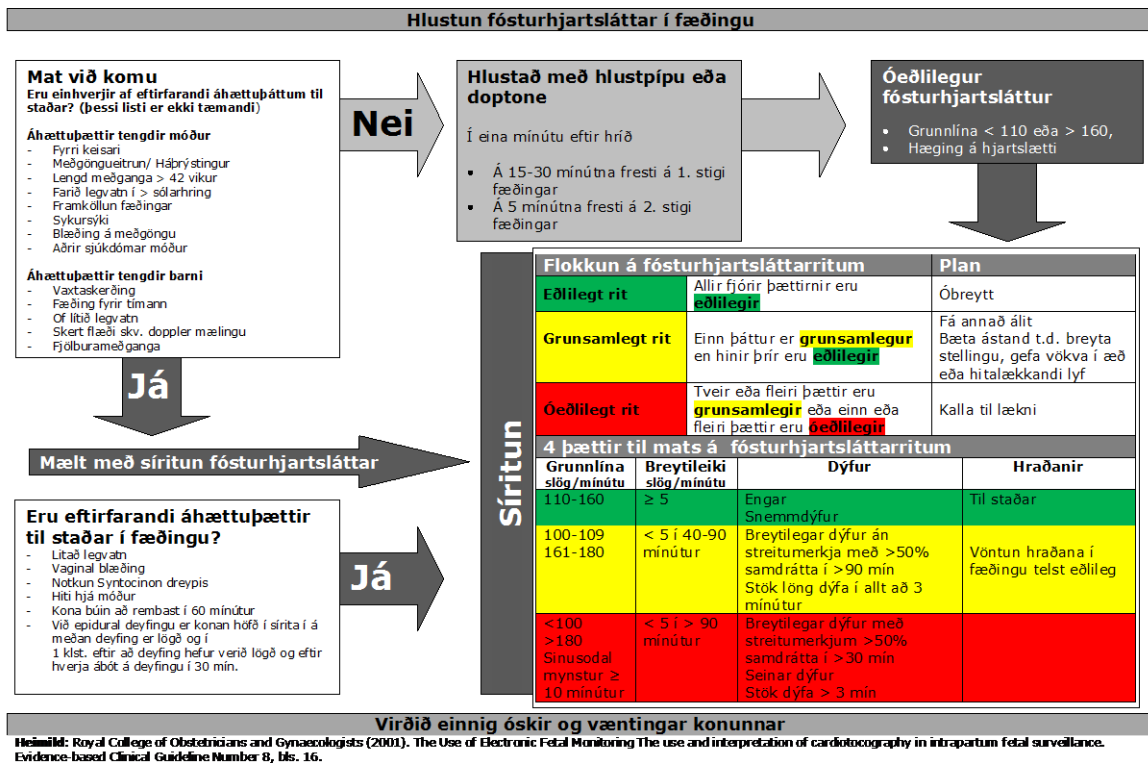 Hlustun fósturhjartsláttar í fæðingu
Mat við komu
Eru einhverjir af eftirfarandi áhættuþáttum til
staðar? (þessi listi er ekki tæmandi)
Áhættuþættir tengdir móður
- Fyrri keisari
- Meðgöngueitrun/ Háþrýstingur
- Lengd meðganga > 42 vikur
- Farið legvatn í > sólarhring
- Framköllun fæðingar
- Sykursýki
- Blæðing á meðgöngu
- Aðrir sjúkdómar móður
Áhættuþættir tengdir barni
- Vaxtaskerðing
- Fæðing fyrir tímann
- Of lítið legvatn
- Skert flæði skv. doppler mælingu
- Fjölburameðganga
Nei
Hlustað með hlustpípu eða
doptone
Í eina mínútu eftir hríð
• Á 15-30 mínútna fresti á 1. stigi
fæðingar
• Á 5 mínútna fresti á 2. stigi
fæðingar
Óeðlilegur
fósturhjartsláttur
• Grunnlína < 110 eða > 160,
• Hæging á hjartslætti
Já
Mælt með síritun fósturhjartsláttar
Eru eftirfarandi áhættuþættir
til staðar í fæðingu?
- Litað legvatn
- Vaginal blæðing
- Notkun Syntocinon dreypis
- Hiti hjá móður
- Kona búin að rembast í 60 mínútur
- Við epidural deyfingu er konan höfð í sírita í á
meðan deyfing er lögð og í
1 klst. eftir að deyfing hefur verið lögð og eftir
hverja ábót á deyfingu í 30 mín.
Já
Síritun
Flokkun á fósturhjartsláttarritum Plan
Eðlilegt rit
Allir fjórir þættirnir eru
eðlilegir
Óbreytt
Grunsamlegt rit
Einn þáttur er grunsamlegur
en hinir þrír eru eðlilegir
Fá annað álit
Bæta ástand t.d. breyta
stellingu, gefa vökva í æð
eða hitalækkandi lyf
Óeðlilegt rit
Tveir eða fleiri þættir eru
grunsamlegir eða einn eða
fleiri þættir eru óeðlilegir
Kalla til lækni
4 þættir til mats á fósturhjartsláttarritum
Grunnlína
slög/mínútu
Breytileiki
slög/mínútu
Dýfur
Hraðanir
110-160
≥ 5
Engar
Snemmdýfur
Til staðar
100-109
161-180
< 5 í 40-90
mínútur
Breytilegar dýfur án
streitumerkja með >50%
samdrátta í >90 mín
Stök löng dýfa í allt að 3
mínútur
Vöntun hraðana í
fæðingu telst eðlileg
<100
>180
Sinusodal
mynstur ≥
10 mínútur
< 5 í > 90
mínútur
Breytilegar dýfur með
streitumerkjum >50%
samdrátta í >30 mín
Seinar dýfur
Stök dýfa > 3 mín
Virðið einnig óskir og væntingar konunnar
Heimild: Royal College of Obstetricians and Gynaecologists (2001). The Use of Electronic Fetal Monitoring The use and interpretation of cardiotocography in intrapartum fetal surveillance.
Evidence-based Clinical Guideline Number 8, bls. 16.